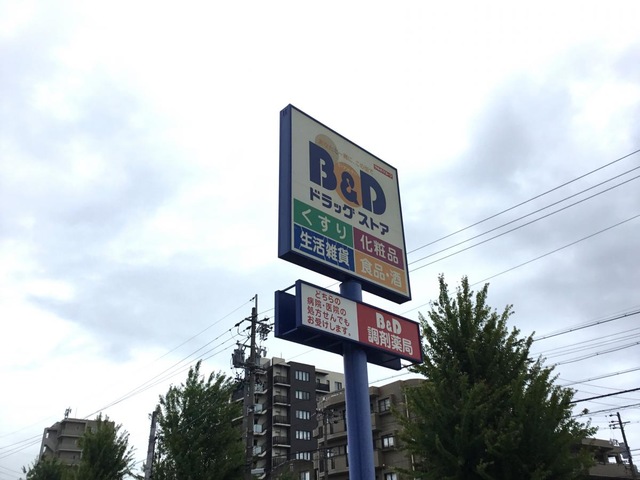 B&D
ドラッグストア
くすり
化粧品
生活雑貨
食品・酒
どちらの
病院・医院の
処方せんでも
お受けします。
B&D
調剤薬局